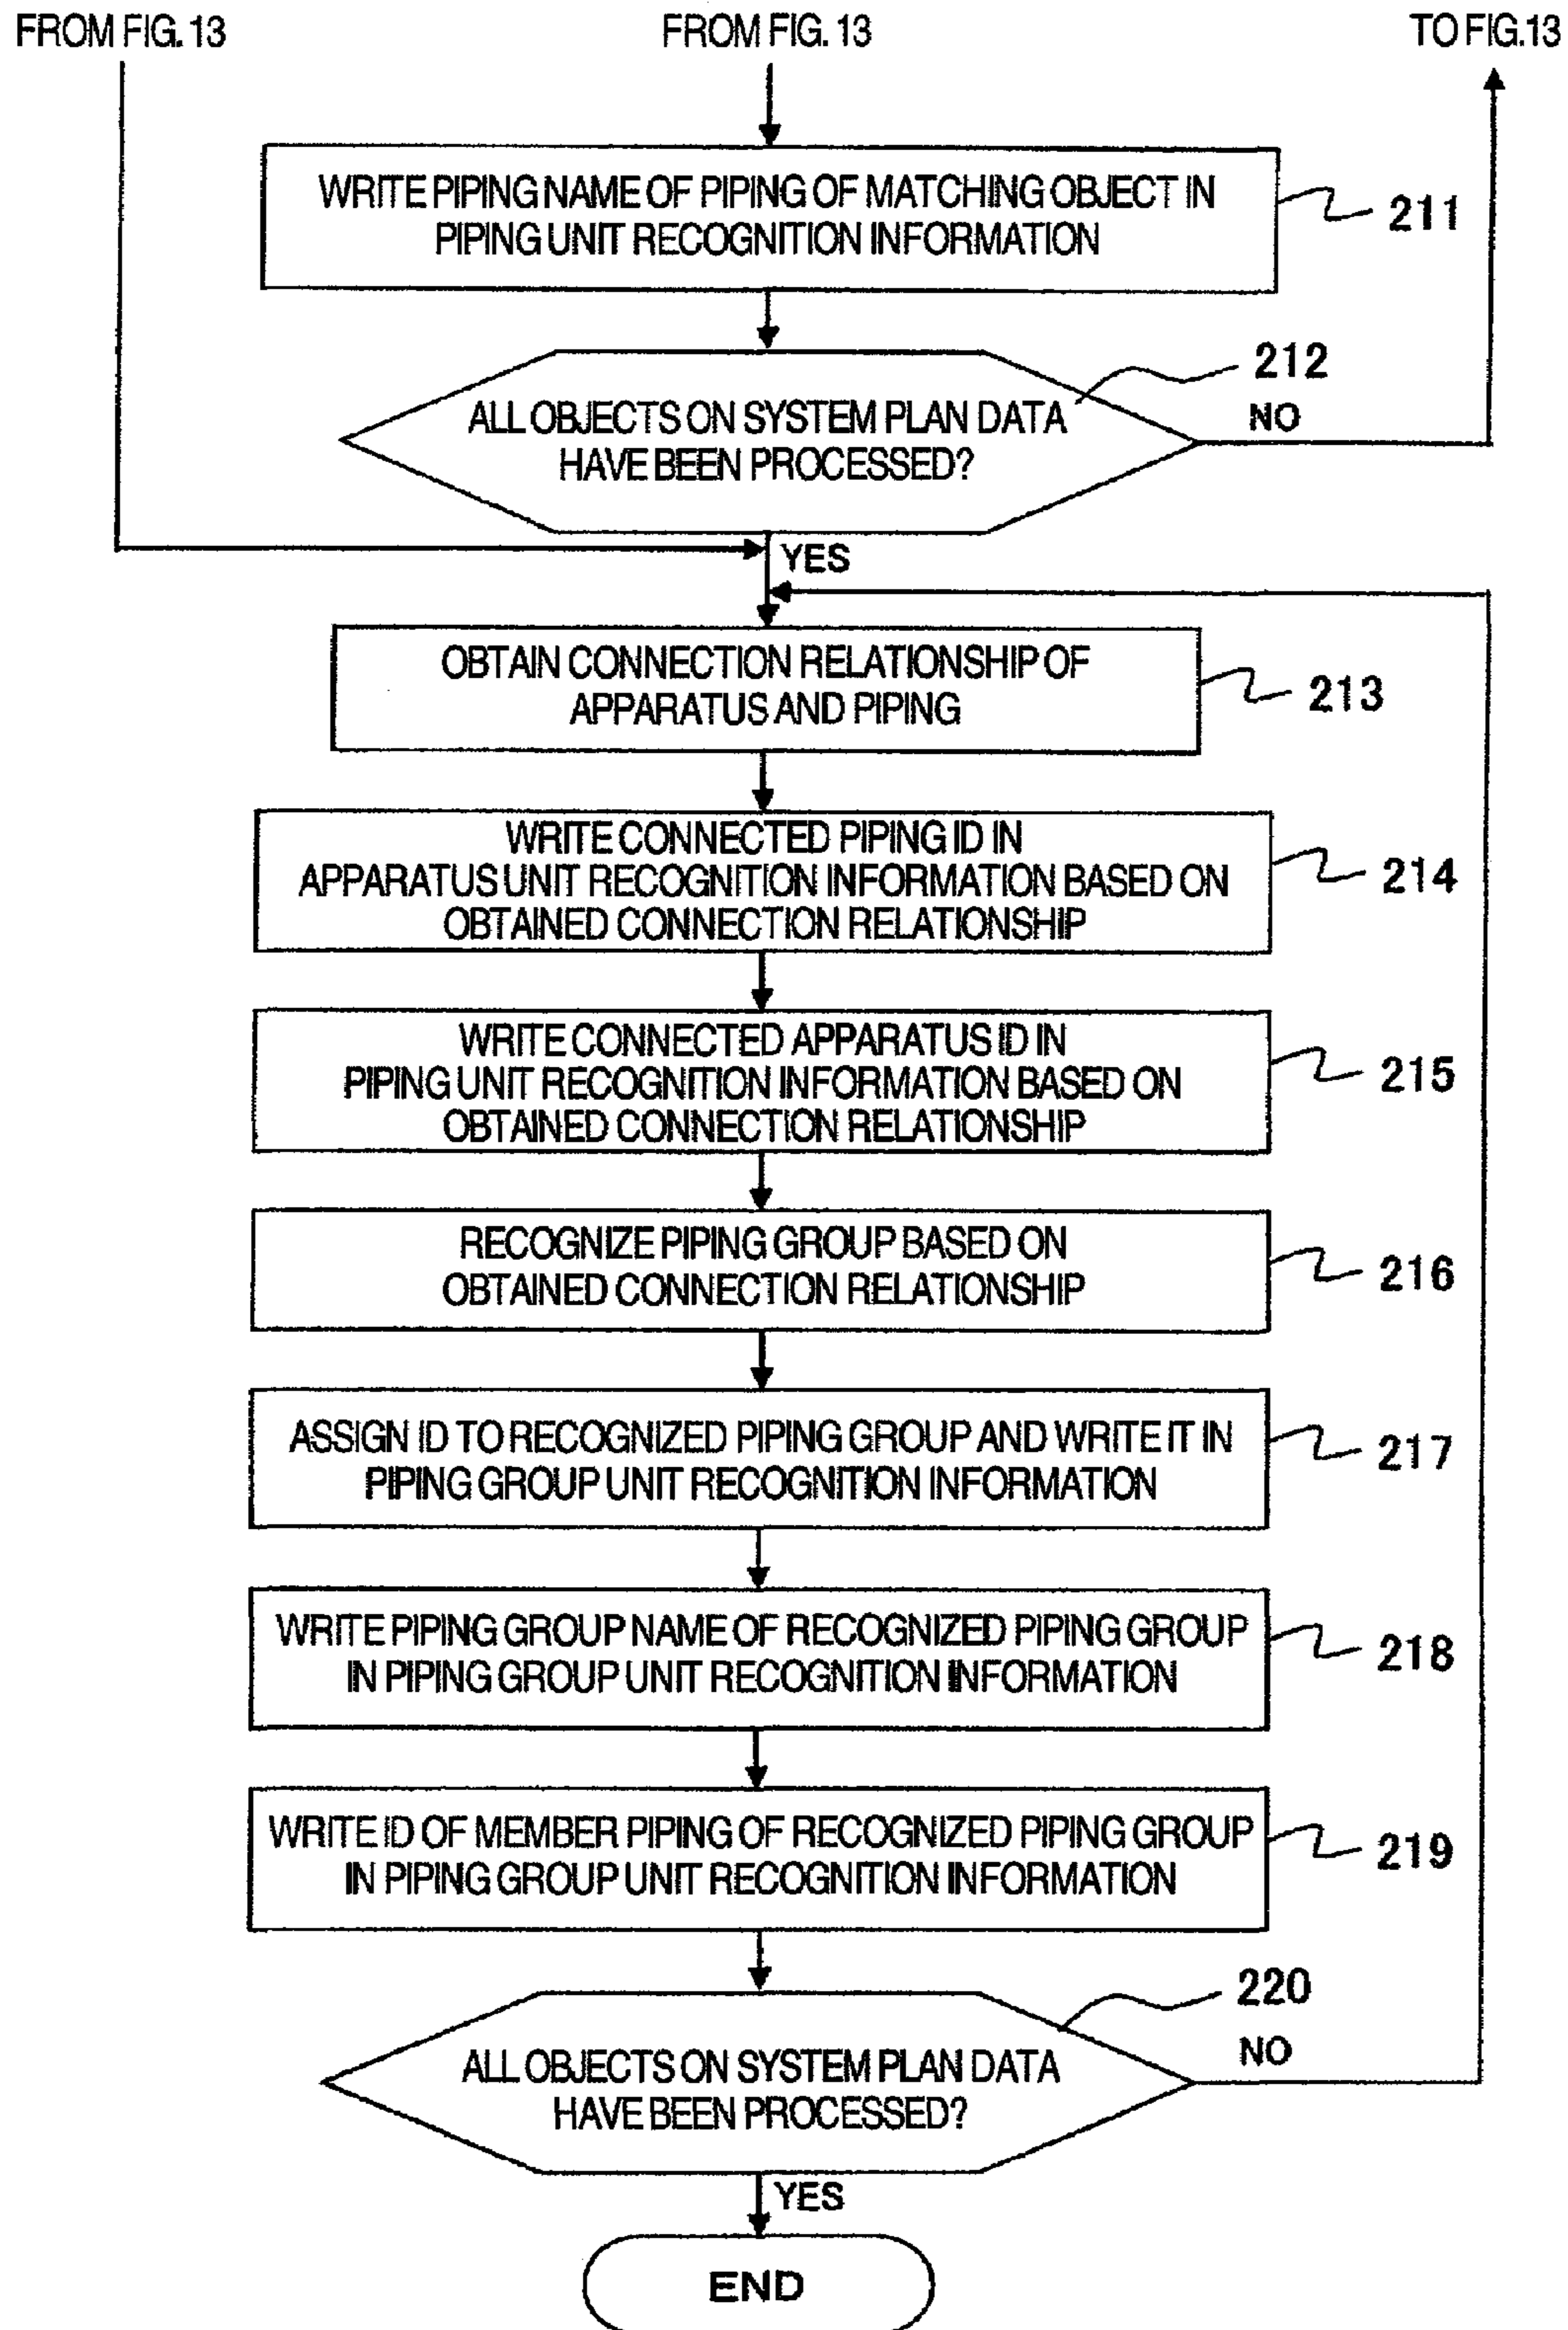 FROM FIG. 13
FROM FIG. 13
TO FIG.13
WRITE PIPING NAME OF PIPING OF MATCHING OBJECT IN
PIPING UNIT RECOGNITION INFORMATION
211
212
ALL OBJECTS ON SYSTEM PLAN DATA
HAVE BEEN PROCESSED?
NO
YES
OBTAIN CONNECTION RELATIONSHIP OF
APPARATUS AND PIPING
213
WRITE CONNECTED PIPING ID IN
APPARATUS UNIT RECOGNITION INFORMATION BASED ON
OBTAINED CONNECTION RELATIONSHIP
214
WRITE CONNECTED APPARATUS ID IN
PIPING UNIT RECOGNITION INFORMATION BASED ON
OBTAINED CONNECTION RELATIONSHIP
215
RECOGNIZE PIPING GROUP BASED ON
OBTAINED CONNECTION RELATIONSHIP
216
ASSIGN ID TO RECOGNIZED PIPING GROUP AND WRITE IT IN
PIPING GROUP UNIT RECOGNITION INFORMATION
217
WRITE PIPING GROUP NAME OF RECOGNIZED PIPING GROUP
IN PIPING GROUP UNIT RECOGNITION INFORMATION
218
WRITE ID OF MEMBER PIPING OF RECOGNIZED PIPING GROUP
IN PIPING GROUP UNIT RECOGNITION INFORMATION
219
220
ALL OBJECTS ON SYSTEM PLAN DATA
HAVE BEEN PROCESSED?
NO
YES
END